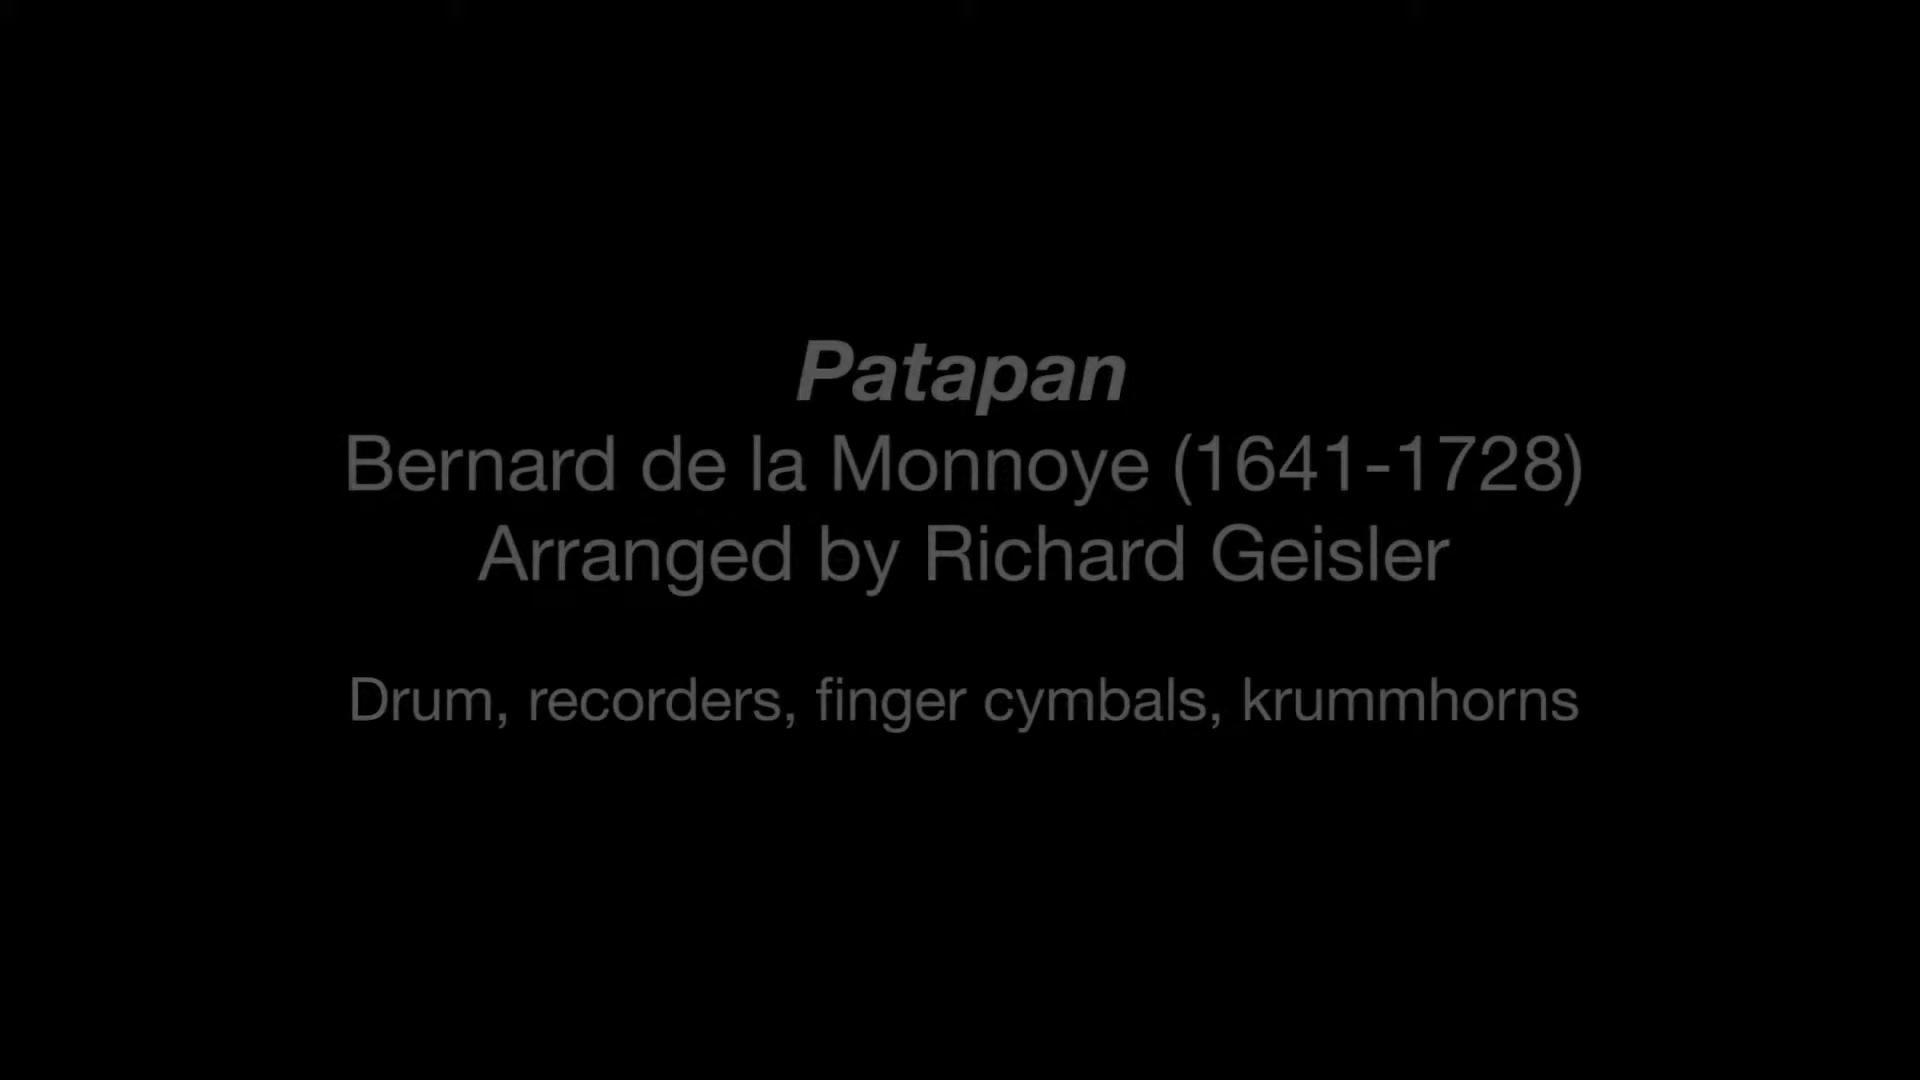 Patapan
Bernard de la Monnoye (1641-1728)
Arranged by Richard Geisler
Drum, recorders, finger cymbals, krummhorns